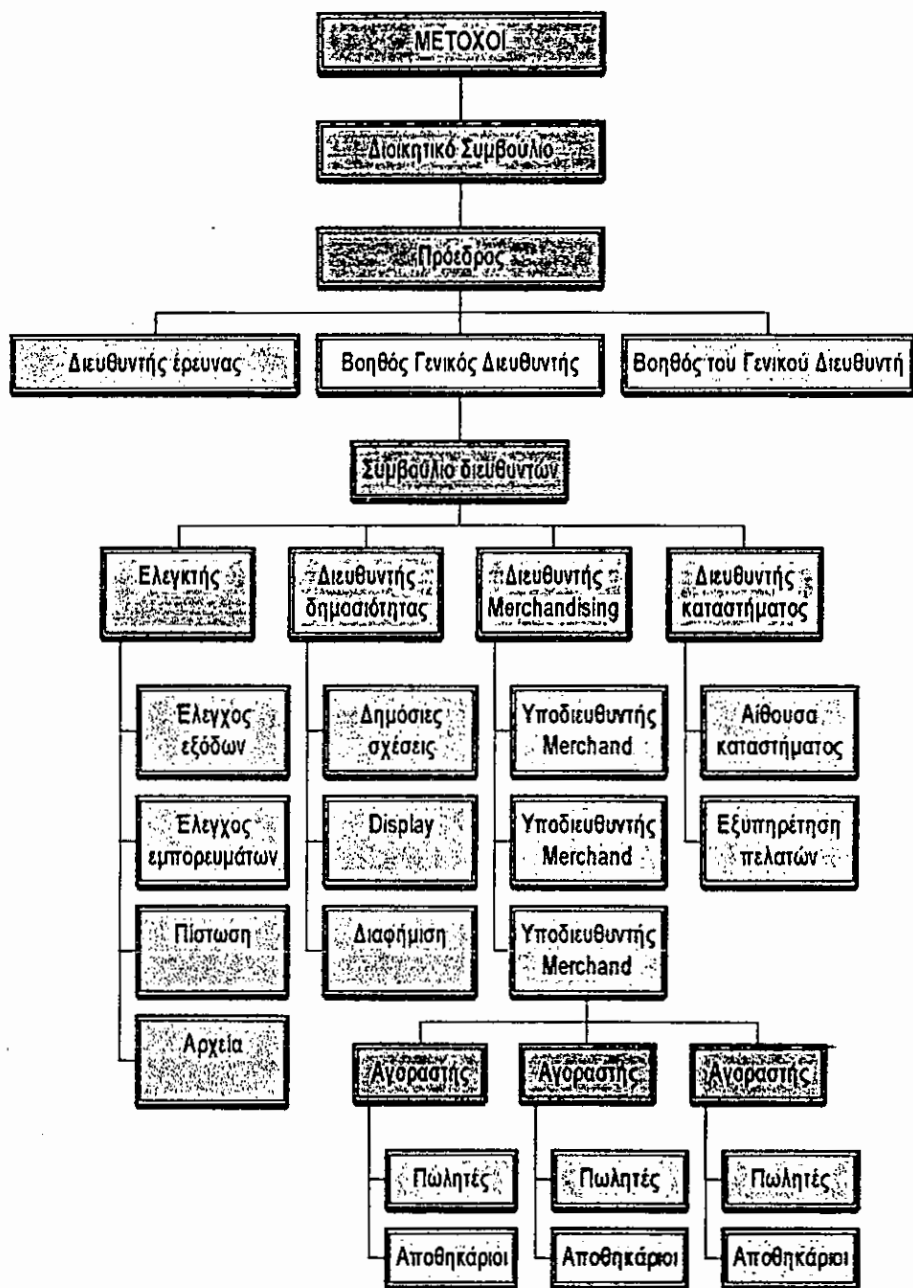 ΜΕΤΟΧΟΙ
Διοικητικό Συμβούλιο
Πρόεδρος
Διευθυντής έρευνας
Βοηθός Γενικός Διευθυντής
Βοηθός του Γενικού Διευθυντή
Συμβούλιο διευθυντών
Ελεγκτής
Διευθυντής
δημοσιότητας
Διευθυντής
Merchandising
Διευθυντής
καταστήματος
Έλεγχος
εξόδων
Δημόσιες
σχέσεις
Υποδιευθυντής
Merchand
Αίθουσα
καταστήματος
Έλεγχος
εμπορευμάτων
Display
Υποδιευθυντής
Merchand
Εξυπηρέτηση
πελατών
Πίστωση
Διαφήμιση
Υποδιευθυντής
Merchand
Αρχεία
Αγοραστής
Αγοραστής
Αγοραστής
Πωλητές
Πωλητές
Πωλητές
Αποθηκάριοι
Αποθηκάριοι
Αποθηκάριοι